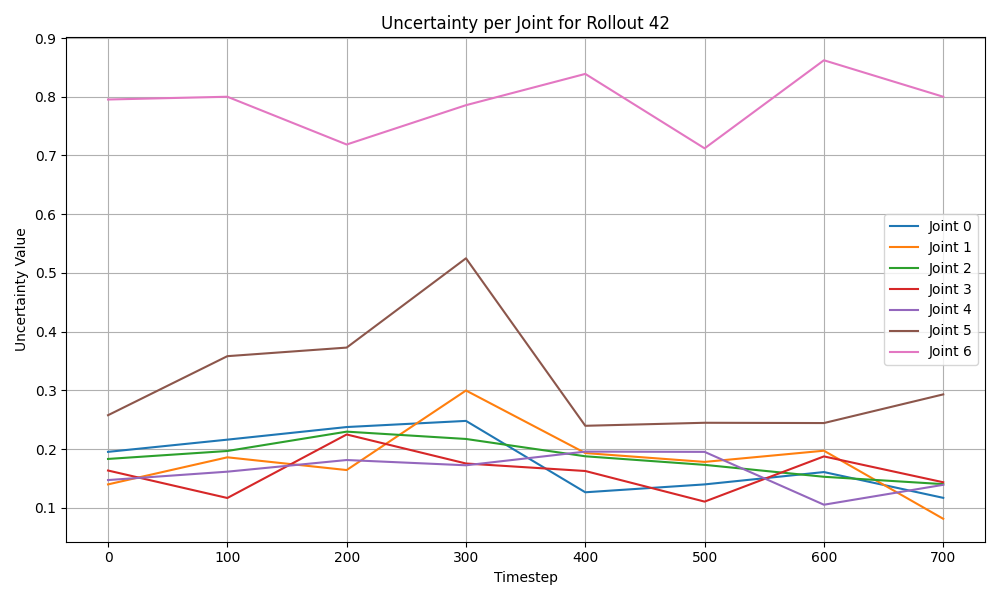 Uncertainty per Joint for Rollout 42
Uncertainty Value
0.9
0.8
0.7
0.6
0.5
0.4
0.3
0.2
0.1
Joint 0
Joint 1
Joint 2
Joint 3
Joint 4
Joint 5
Joint 6
0 100 200 300 400 500 600 700
Timestep